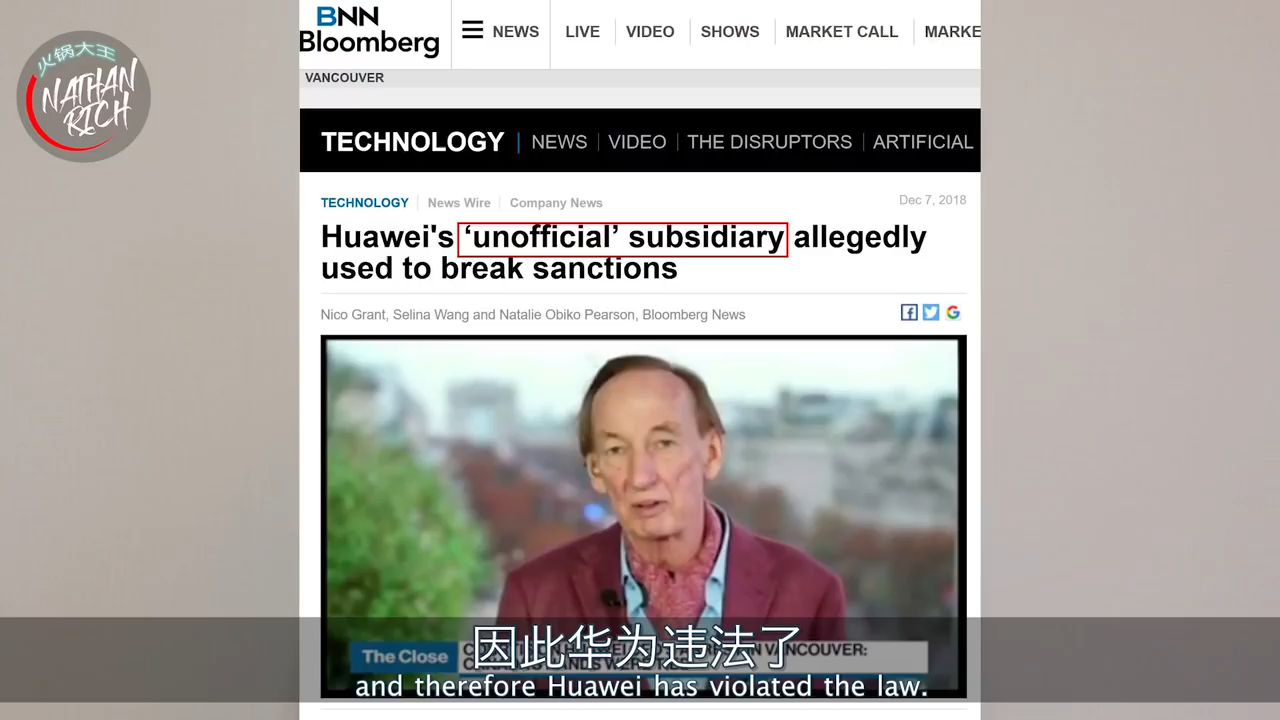 火锅大王
NATHAN
RICH
BNN
Bloomberg
NEWS
LIVE
VIDEO
SHOWS
MARKET CALL
MARKE
VANCOUVER
TECHNOLOGY
NEWS
VIDEO
THE DISRUPTORS
ARTIFICIAL
TECHNOLOGY
News Wire
Company News
Dec 7, 2018
Huawei's ‘unofficial’ subsidiary allegedly
used to break sanctions
Nico Grant, Selina Wang and Natalie Obiko Pearson, Bloomberg News
The Close
VANCOUVER:
因此华为违法了
and therefore Huawei has violated the law.